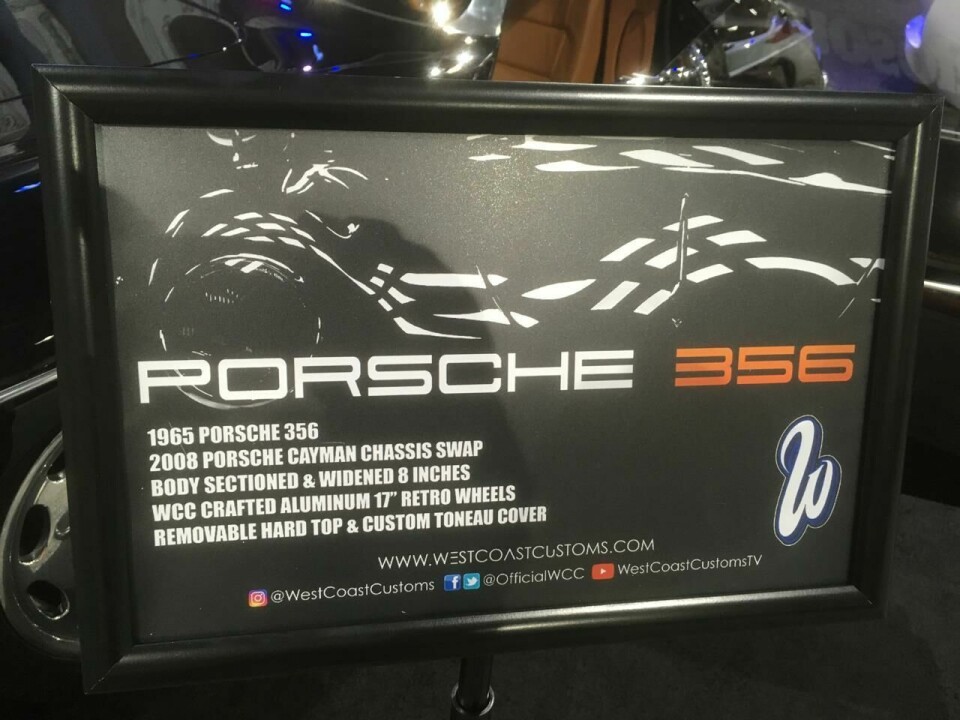 PORSCHE 356
1965 PORSCHE 356
2008 PORSCHE CAYMAN CHASSIS SWAP
BODY SECTIONED & WIDENED 8 INCHES
WCC CRAFTED ALUMINUM 17" RETRO WHEELS
REMOVABLE HARD TOP & CUSTOM TONEAU COVER
W
WWW.WESTCOASTCUSTOMS.COM
@WestCoastCustoms @OfficialWCC WestCoastCustomsTV